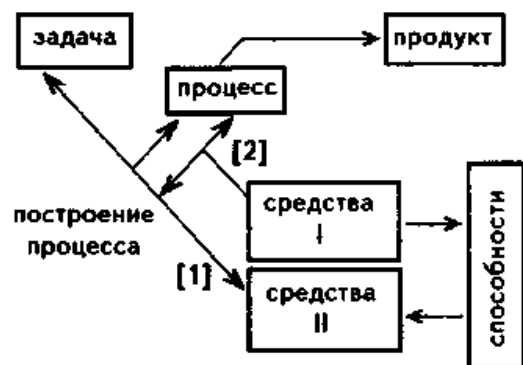 задача
продукт
процесс
[2]
построение
процесса
средства
I
[1]
средства
II
способности